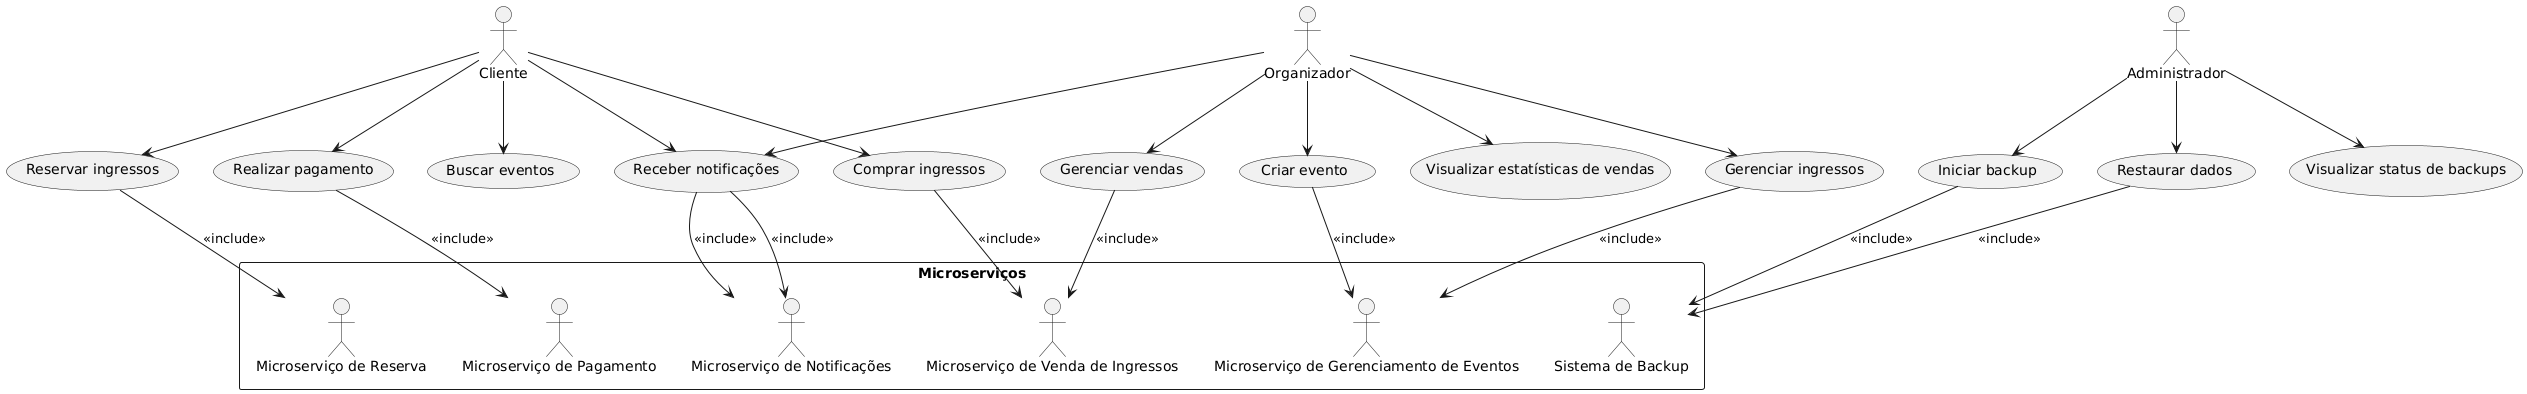 Cliente
Organizador
Administrador
Reservar ingressos
Realizar pagamento
Buscar eventos
Receber notificações
Comprar ingressos
Gerenciar vendas
Criar evento
Visualizar estatísticas de vendas
Gerenciar ingressos
Iniciar backup
Restaurar dados
Visualizar status de backups
«include»
«include»
«include»
«include»
«include»
«include»
«include»
«include»
«include»
«include»
Microserviços
Microserviço de Reserva
Microserviço de Pagamento
Microserviço de Notificações
Microserviço de Venda de Ingressos
Microserviço de Gerenciamento de Eventos
Sistema de Backup